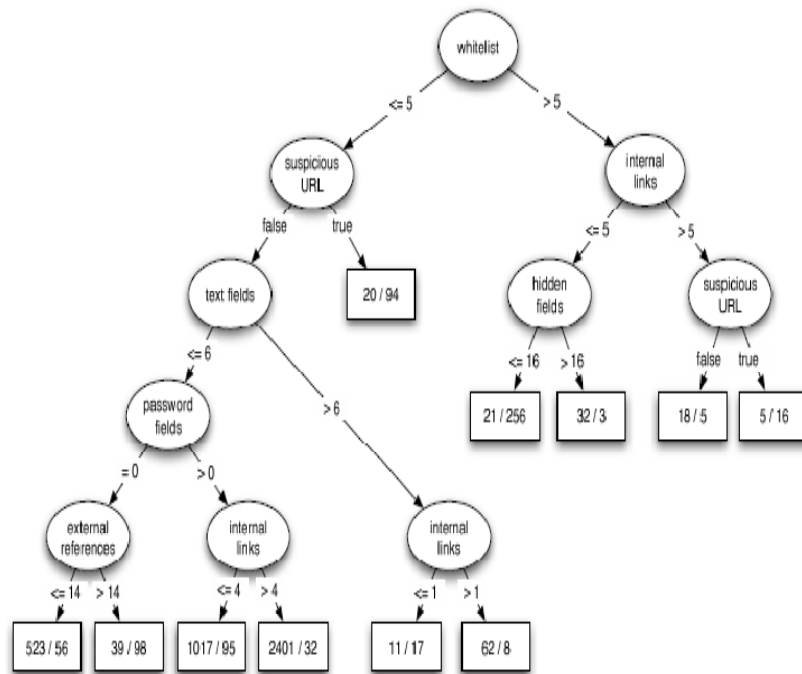 whitelist
<= 5
> 5
suspicious
URL
internal
links
false
true
<=5
> 5
text fields
20 / 94
hidden
fields
suspicious
URL
<= 6
> 6
<= 16
> 16
false
true
password
fields
21 / 256
32 / 3
18 / 5
5 / 16
= 0
> 0
external
references
internal
links
internal
links
<=14
> 14
<=4
> 4
<=1
>1
523 / 56
39 / 98
1017 / 95
2401 / 32
11 / 17
62 / 8